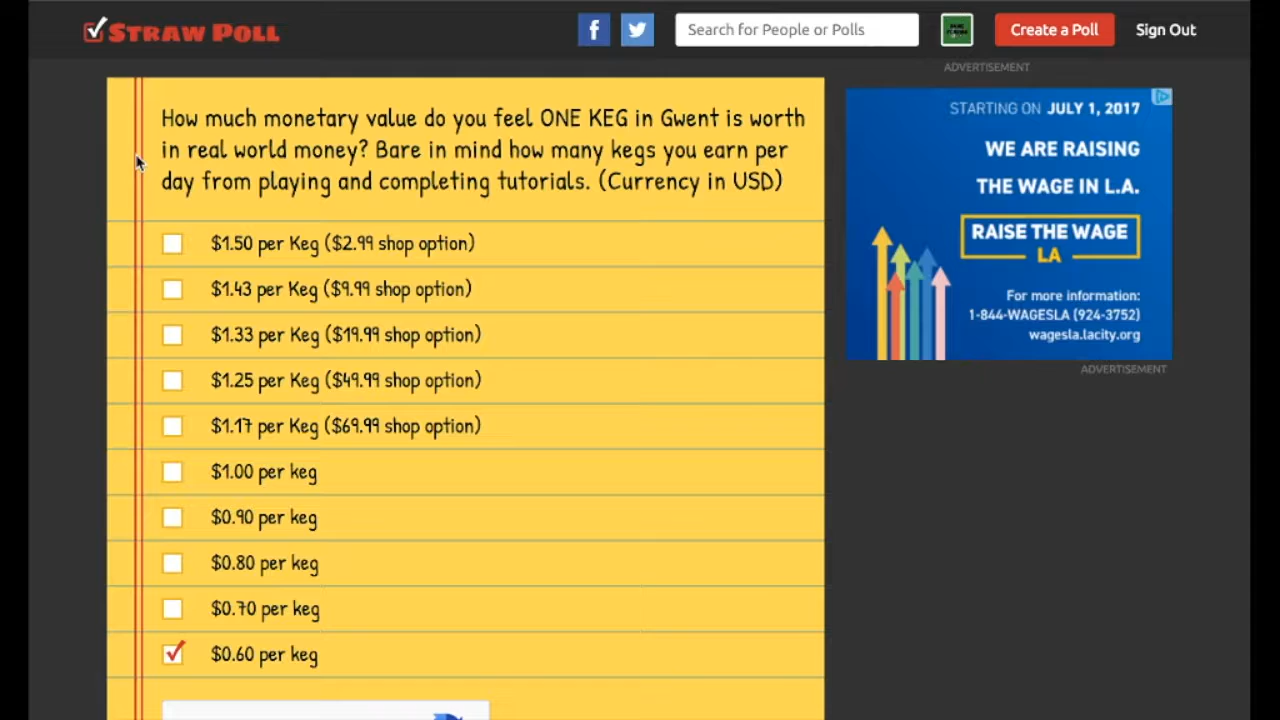 STRAW POLL
Search for People or Polls
Create a Poll
Sign Out
How much monetary value do you feel ONE KEG in Gwent is worth
in real world money? Bare in mind how many kegs you earn per
day from playing and completing tutorials. (Currency in USD)
$1.50 per Keg ($2.99 shop option)
$1.43 per Keg ($9.99 shop option)
$1.33 per Keg ($19.99 shop option)
$1.25 per Keg ($49.99 shop option)
$1.17 per Keg ($69.99 shop option)
$1.00 per keg
$0.90 per keg
$0.80 per keg
$0.70 per keg
$0.60 per keg
ADVERTISEMENT
STARTING ON JULY 1, 2017
WE ARE RAISING
THE WAGE IN L.A.
RAISE THE WAGE
LA
For more information:
1-844-WAGESLA (924-3752)
wagesla.lacity.org
ADVERTISEMENT